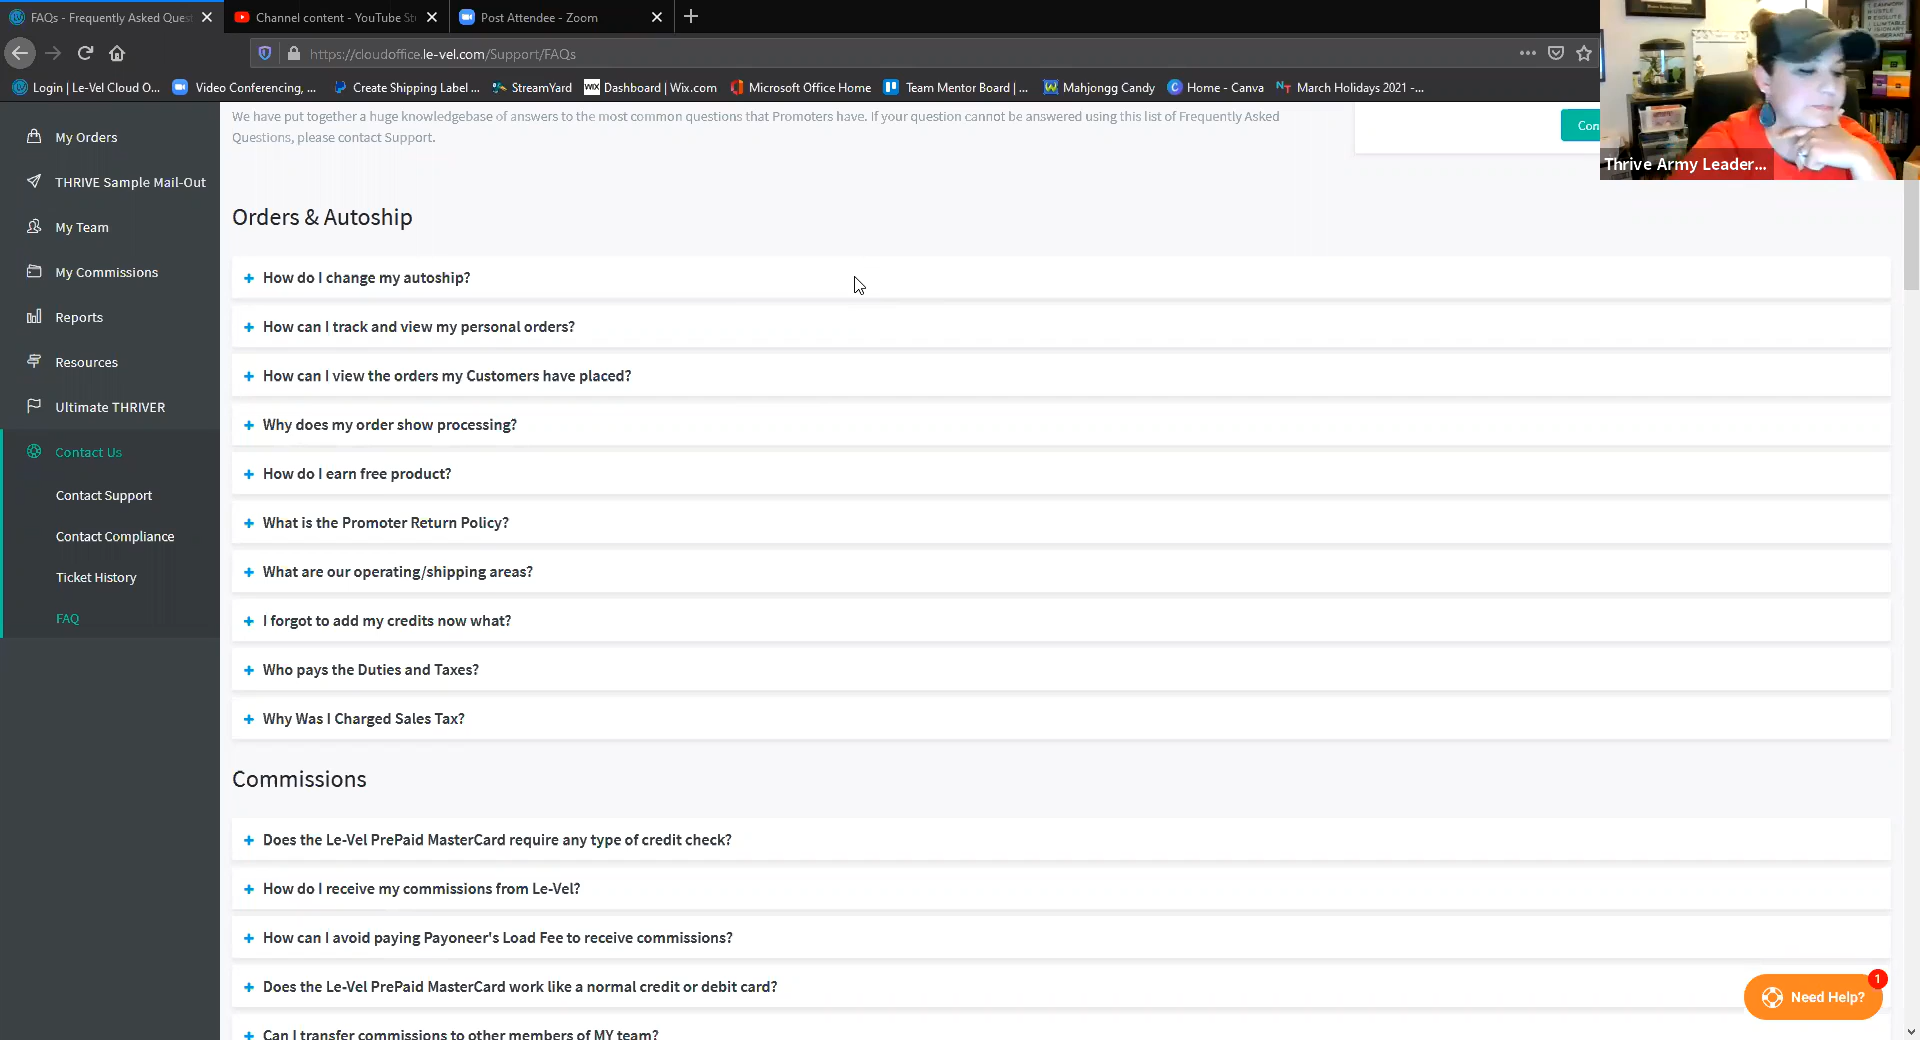 FAQs - Frequently Asked Quest
Channel content - YouTube St
Post Attendee - Zoom
https://cloudoffice.le-vel.com/Support/FAQs
Login | Le-Vel Cloud O...
Video Conferencing, ...
Create Shipping Label ...
StreamYard
WIX Dashboard | Wix.com
Microsoft Office Home
Team Mentor Board | ...
Mahjongg Candy
Home - Canva
March Holidays 2021 -...
We have put together a huge knowledgebase of answers to the most common questions that Promoters have. If your question cannot be answered using this list of Frequently Asked
Questions, please contact Support.
Con
Thrive Army Leader...
My Orders
THRIVE Sample Mail-Out
My Team
My Commissions
Reports
Resources
Ultimate THRIVER
Contact Us
Contact Support
Contact Compliance
Ticket History
FAQ
Orders & Autoship
How do I change my autoship?
How can I track and view my personal orders?
How can I view the orders my Customers have placed?
Why does my order show processing?
How do I earn free product?
What is the Promoter Return Policy?
What are our operating/shipping areas?
I forgot to add my credits now what?
Who pays the Duties and Taxes?
Why Was I Charged Sales Tax?
Commissions
Does the Le-Vel PrePaid MasterCard require any type of credit check?
How do I receive my commissions from Le-Vel?
How can I avoid paying Payoneer's Load Fee to receive commissions?
Does the Le-Vel PrePaid MasterCard work like a normal credit or debit card?
Can I transfer commissions to other members of MY team?
1
Need Help?